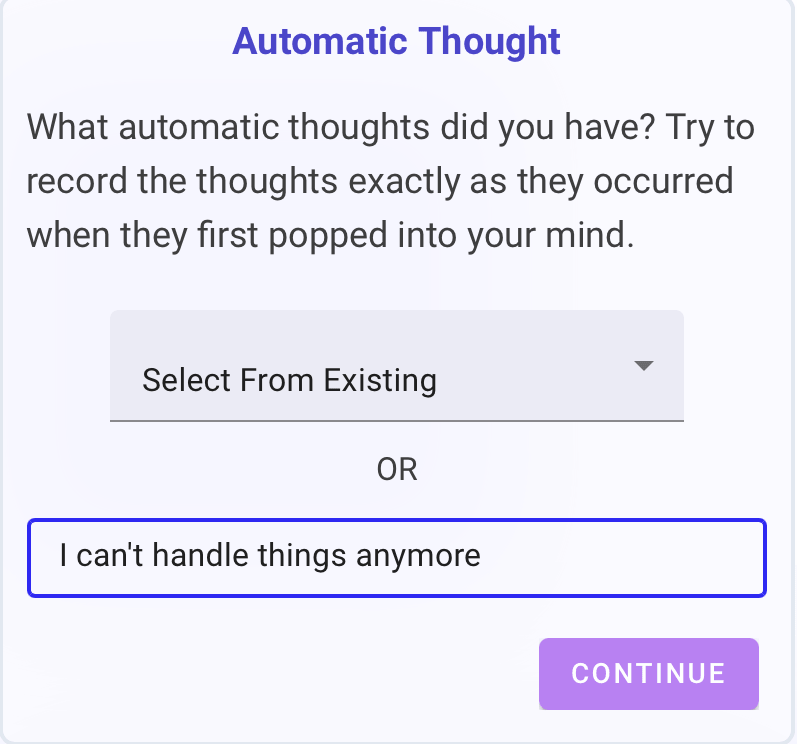 Automatic Thought
What automatic thoughts did you have? Try to
record the thoughts exactly as they occurred
when they first popped into your mind.
Select From Existing
OR
I can't handle things anymore
CONTINUE